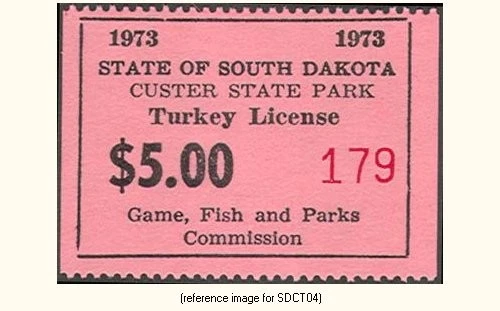 1973 1973
STATE OF SOUTH DAKOTA
CUSTER STATE PARK
Turkey License
$5.00 179
Game, Fish and Parks
Commission
(reference image for SDCT04)